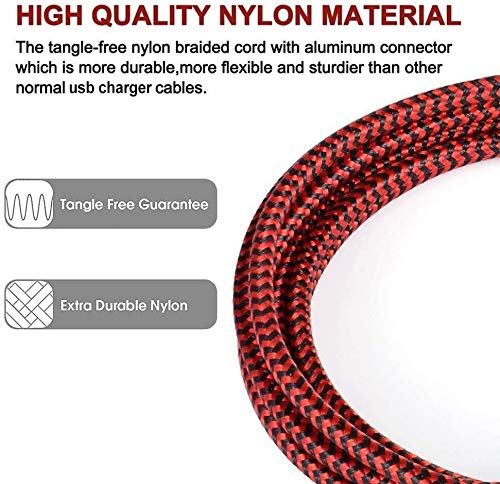 HIGH QUALITY NYLON MATERIAL
The tangle-free nylon braided cord with aluminum connector
which is more durable,more flexible and sturdier than other
normal usb charger cables.
Tangle Free Guarantee
Extra Durable Nylon